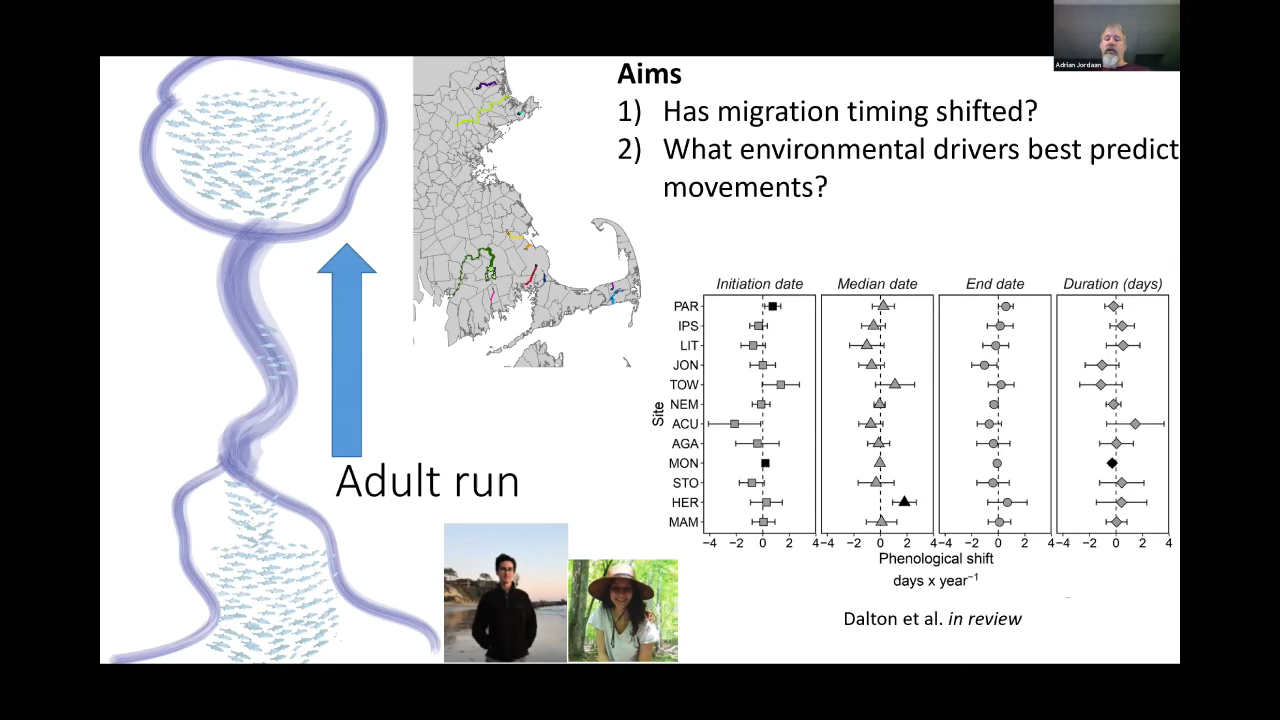 Adrian Jordaan
Aims
1) Has migration timing shifted?
2) What environmental drivers best predict
movements?
Adult run
Initiation date Median date End date Duration (days)
Site
PAR
IPS
LIT
JON
TOW
NEM
ACU
AGA
MON
STO
HER
MAM
−4 −2 0 2 4 −4 −2 0 2 4 −4 −2 0 2 4 −4 −2 0 2 4
Phenological shift
days x year⁻¹
Dalton et al. in review